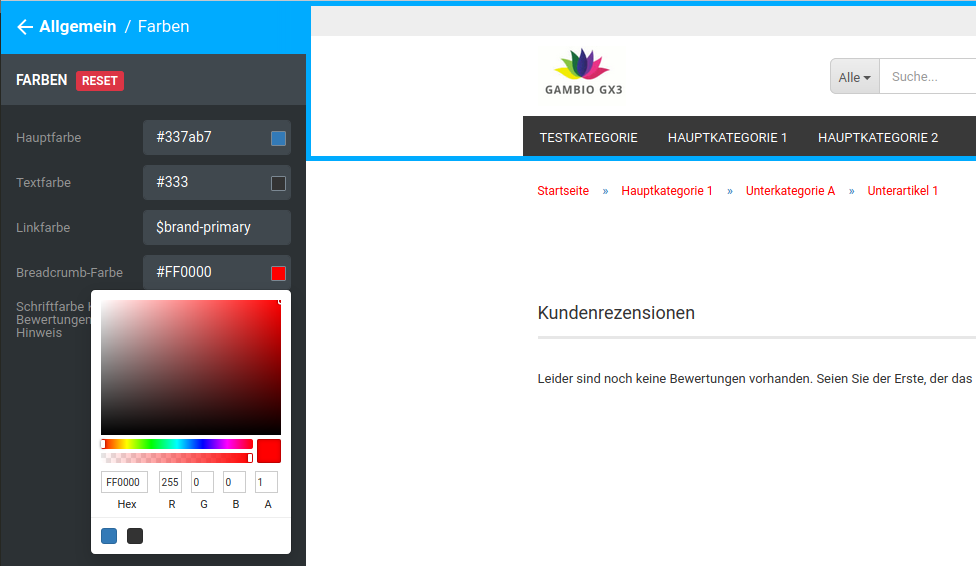 Allgemein / Farben
FARBEN RESET
Hauptfarbe #337ab7
Textfarbe #333
Linkfarbe $brand-primary
Breadcrumb-Farbe #FF0000
Schriftfarbe
Bewertungen
Hinweis
FF0000 255 0 0 1
Hex R G B A
GAMBIO GX3
Alle Suche...
TESTKATEGORIE HAUPTKATEGORIE 1 HAUPTKATEGORIE 2
Startseite » Hauptkategorie 1 » Unterkategorie A » Unterartikel 1
Kundenrezensionen
Leider sind noch keine Bewertungen vorhanden. Seien Sie der Erste, der das